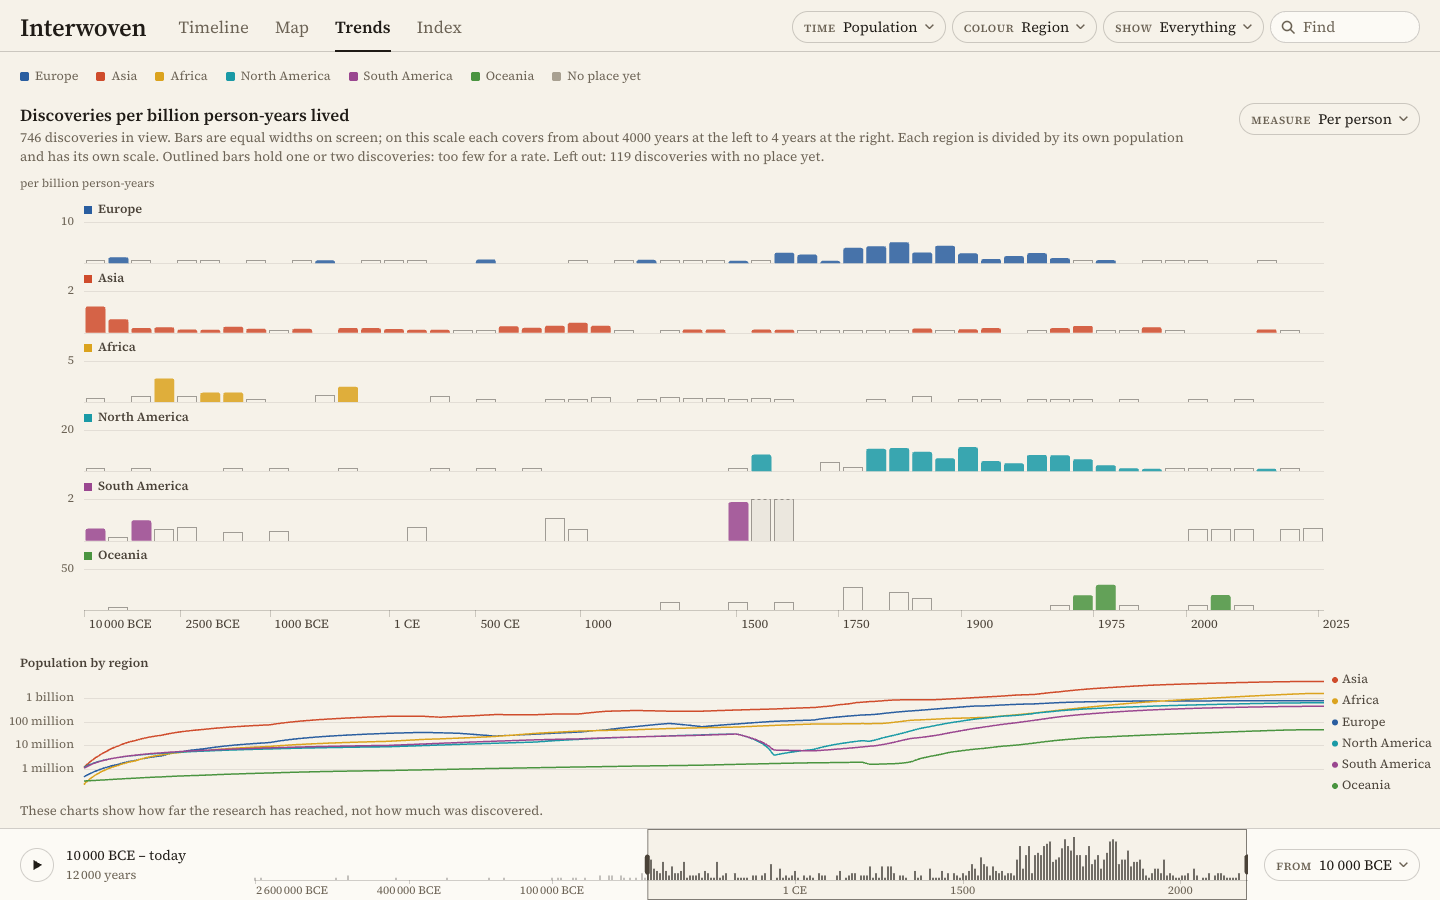 Interwoven
Timeline
Map
Trends
Index
TIME Population
COLOUR Region
SHOW Everything
Find
Europe
Asia
Africa
North America
South America
Oceania
No place yet
Discoveries per billion person-years lived
746 discoveries in view. Bars are equal widths on screen; on this scale each covers from about 4000 years at the left to 4 years at the right. Each region is divided by its own population
and has its own scale. Outlined bars hold one or two discoveries: too few for a rate. Left out: 119 discoveries with no place yet.
MEASURE Per person
per billion person-years
Europe
10
Asia
2
Africa
5
North America
20
South America
2
Oceania
50
10 000 BCE
2500 BCE
1000 BCE
1 CE
500 CE
1000
1500
1750
1900
1975
2000
2025
Population by region
1 billion
100 million
10 million
1 million
Asia
Africa
Europe
North America
South America
Oceania
These charts show how far the research has reached, not how much was discovered.
10 000 BCE – today
12 000 years
2 600 000 BCE
400 000 BCE
100 000 BCE
1 CE
1500
2000
FROM 10 000 BCE